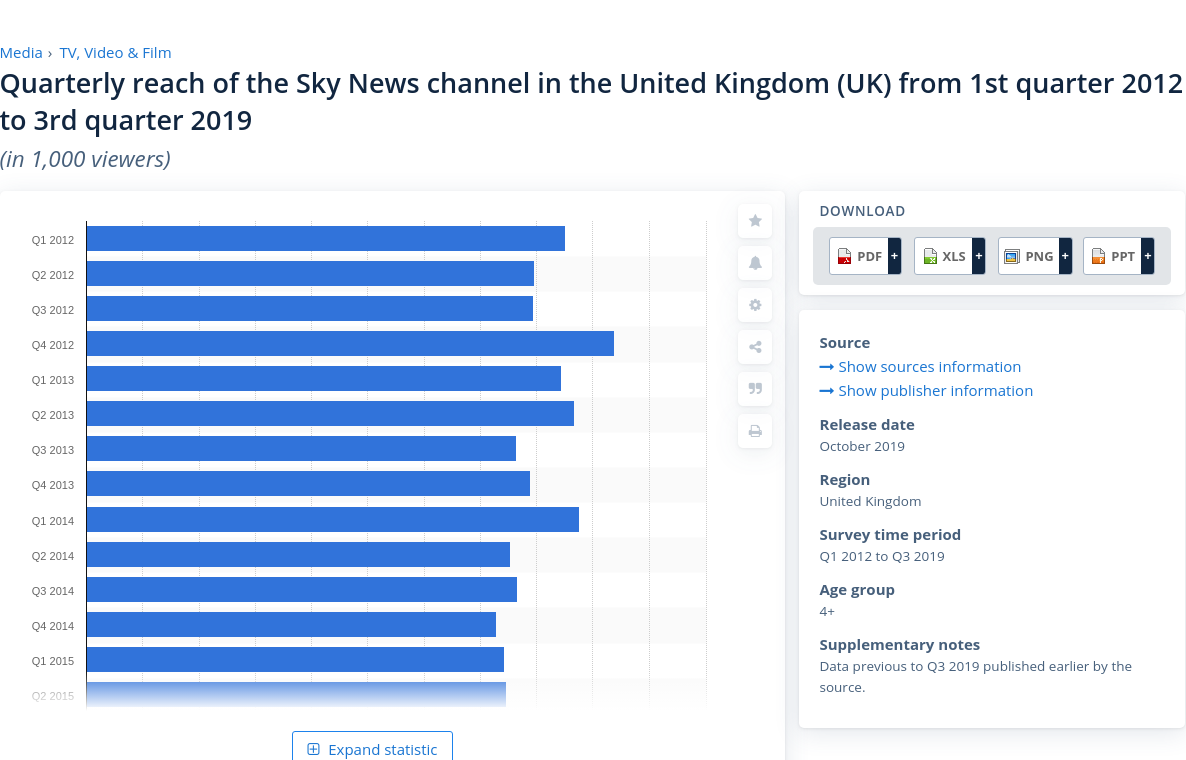 Media › TV, Video & Film
Quarterly reach of the Sky News channel in the United Kingdom (UK) from 1st quarter 2012
to 3rd quarter 2019
(in 1,000 viewers)
Q1 2012
Q2 2012
Q3 2012
Q4 2012
Q1 2013
Q2 2013
Q3 2013
Q4 2013
Q1 2014
Q2 2014
Q3 2014
Q4 2014
Q1 2015
Q2 2015
Expand statistic
DOWNLOAD
PDF + XLS + PNG + PPT +
Source
Show sources information
Show publisher information
Release date
October 2019
Region
United Kingdom
Survey time period
Q1 2012 to Q3 2019
Age group
4+
Supplementary notes
Data previous to Q3 2019 published earlier by the
source.